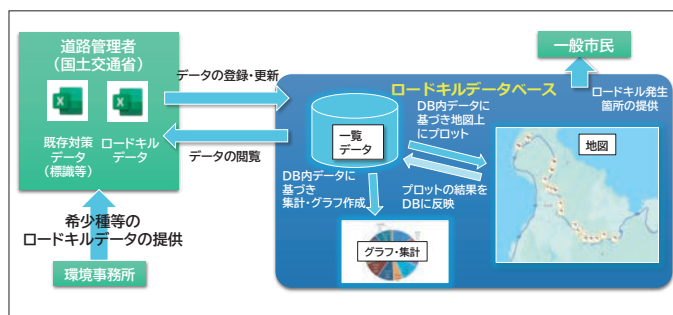 道路管理者
（国土交通省）
既存対策
データ
（標識等）
ロードキル
データ
希少種等の
ロードキルデータの提供
環境事務所
データの登録・更新
データの閲覧
ロードキルデータベース
一覧
データ
DB内データに
基づき地図上
にプロット
プロットの結果を
DBに反映
DB内データに
基づき
集計・グラフ作成
グラフ・集計
地図
一般市民
ロードキル発生
箇所の提供